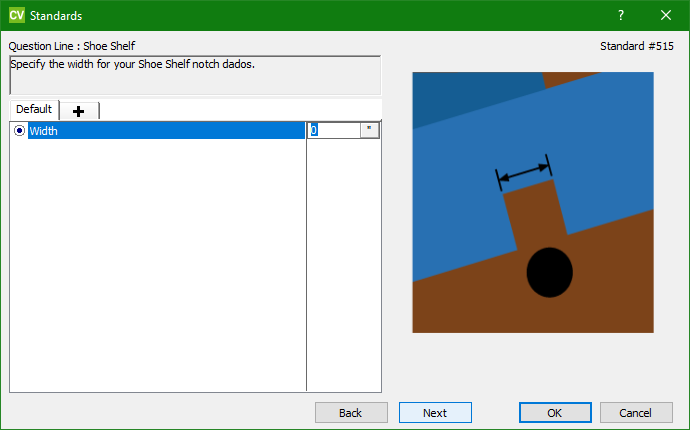 CV Standards ?
Question Line : Shoe Shelf
Standard #515
Specify the width for your Shoe Shelf notch dados.
Default
Width 0 "
Back Next OK Cancel